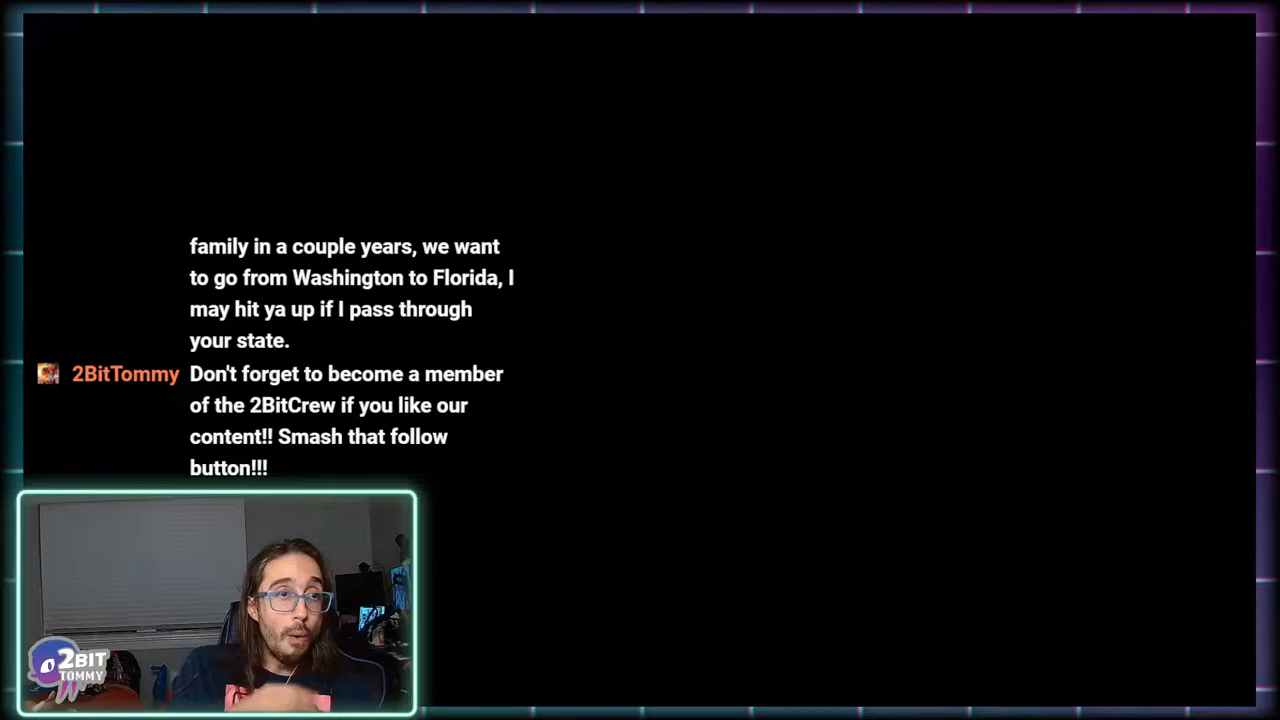 family in a couple years, we want
to go from Washington to Florida, I
may hit ya up if I pass through
your state.
2BitTommy Don't forget to become a member
of the 2BitCrew if you like our
content!! Smash that follow
button!!!
2BIT
TOMMY